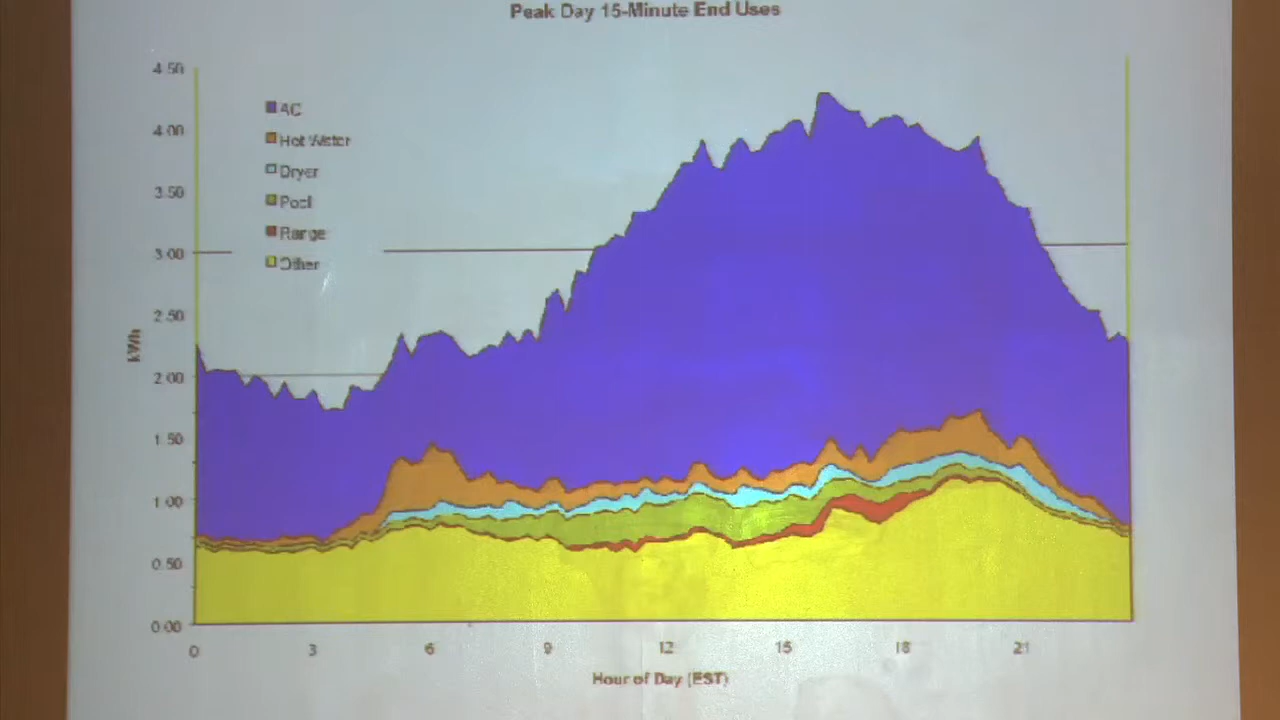 Peak Day 15-Minute End Uses
4.50
AC
4.00
Hot Water
Dryer
3.50
Pool
Range
3.00
Other
2.50
kWh
2.00
1.50
1.00
0.50
0.00
0 3 6 9 12 15 18 21
Hour of Day (EST)